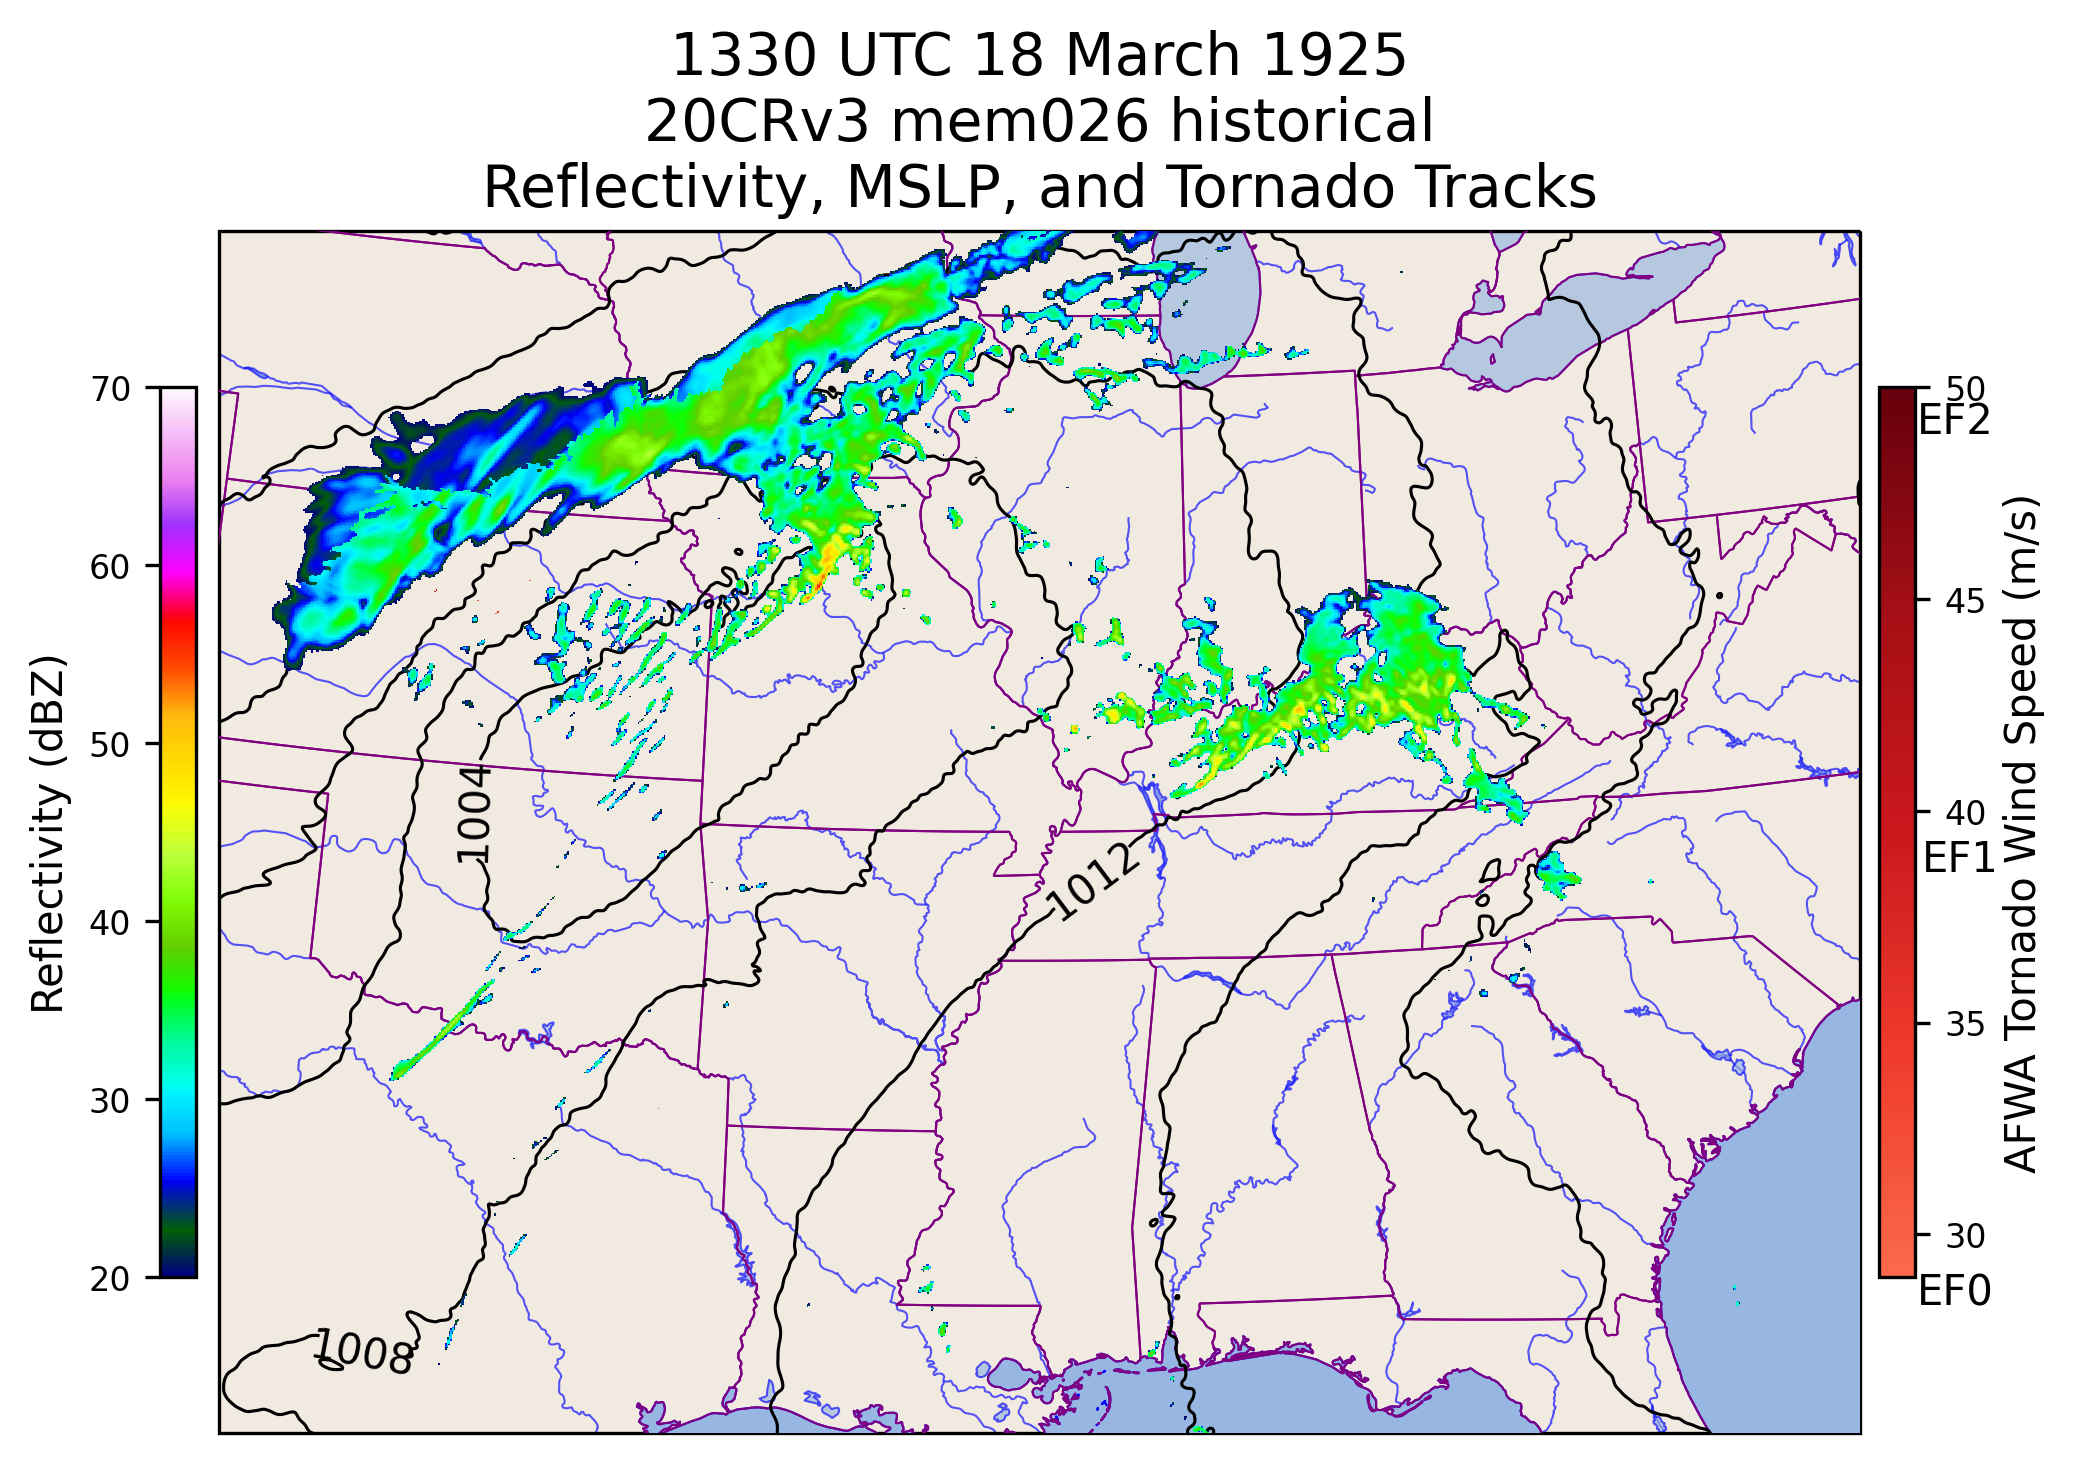 1330 UTC 18 March 1925
20CRv3 mem026 historical
Reflectivity, MSLP, and Tornado Tracks
Reflectivity (dBZ)
70
60
50
40
30
20
1004
1012
1008
50
EF2
45
40
EF1
35
30
EF0
AFWA Tornado Wind Speed (m/s)